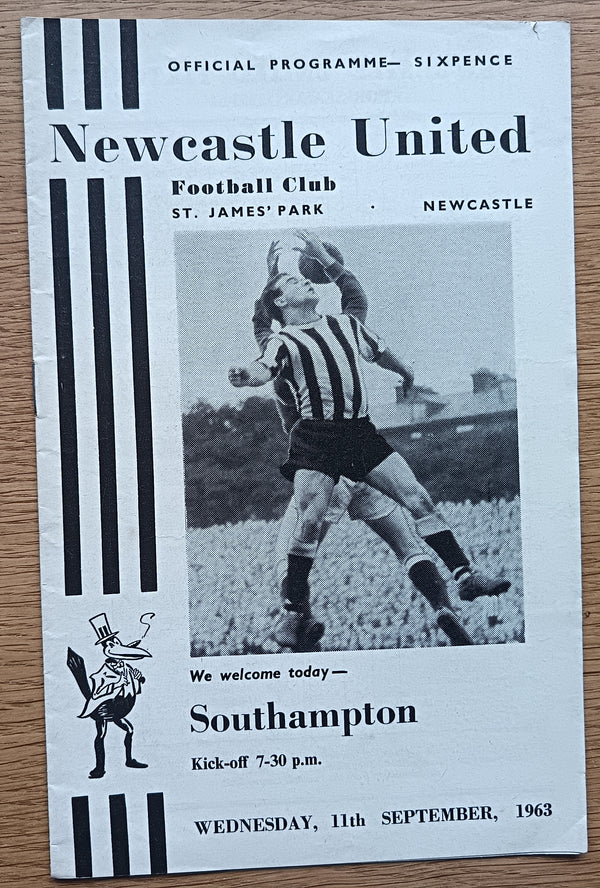 OFFICIAL PROGRAMME— SIXPENCE
Newcastle United
Football Club
ST. JAMES' PARK · NEWCASTLE
We welcome today—
Southampton
Kick-off 7-30 p.m.
WEDNESDAY, 11th SEPTEMBER, 1963